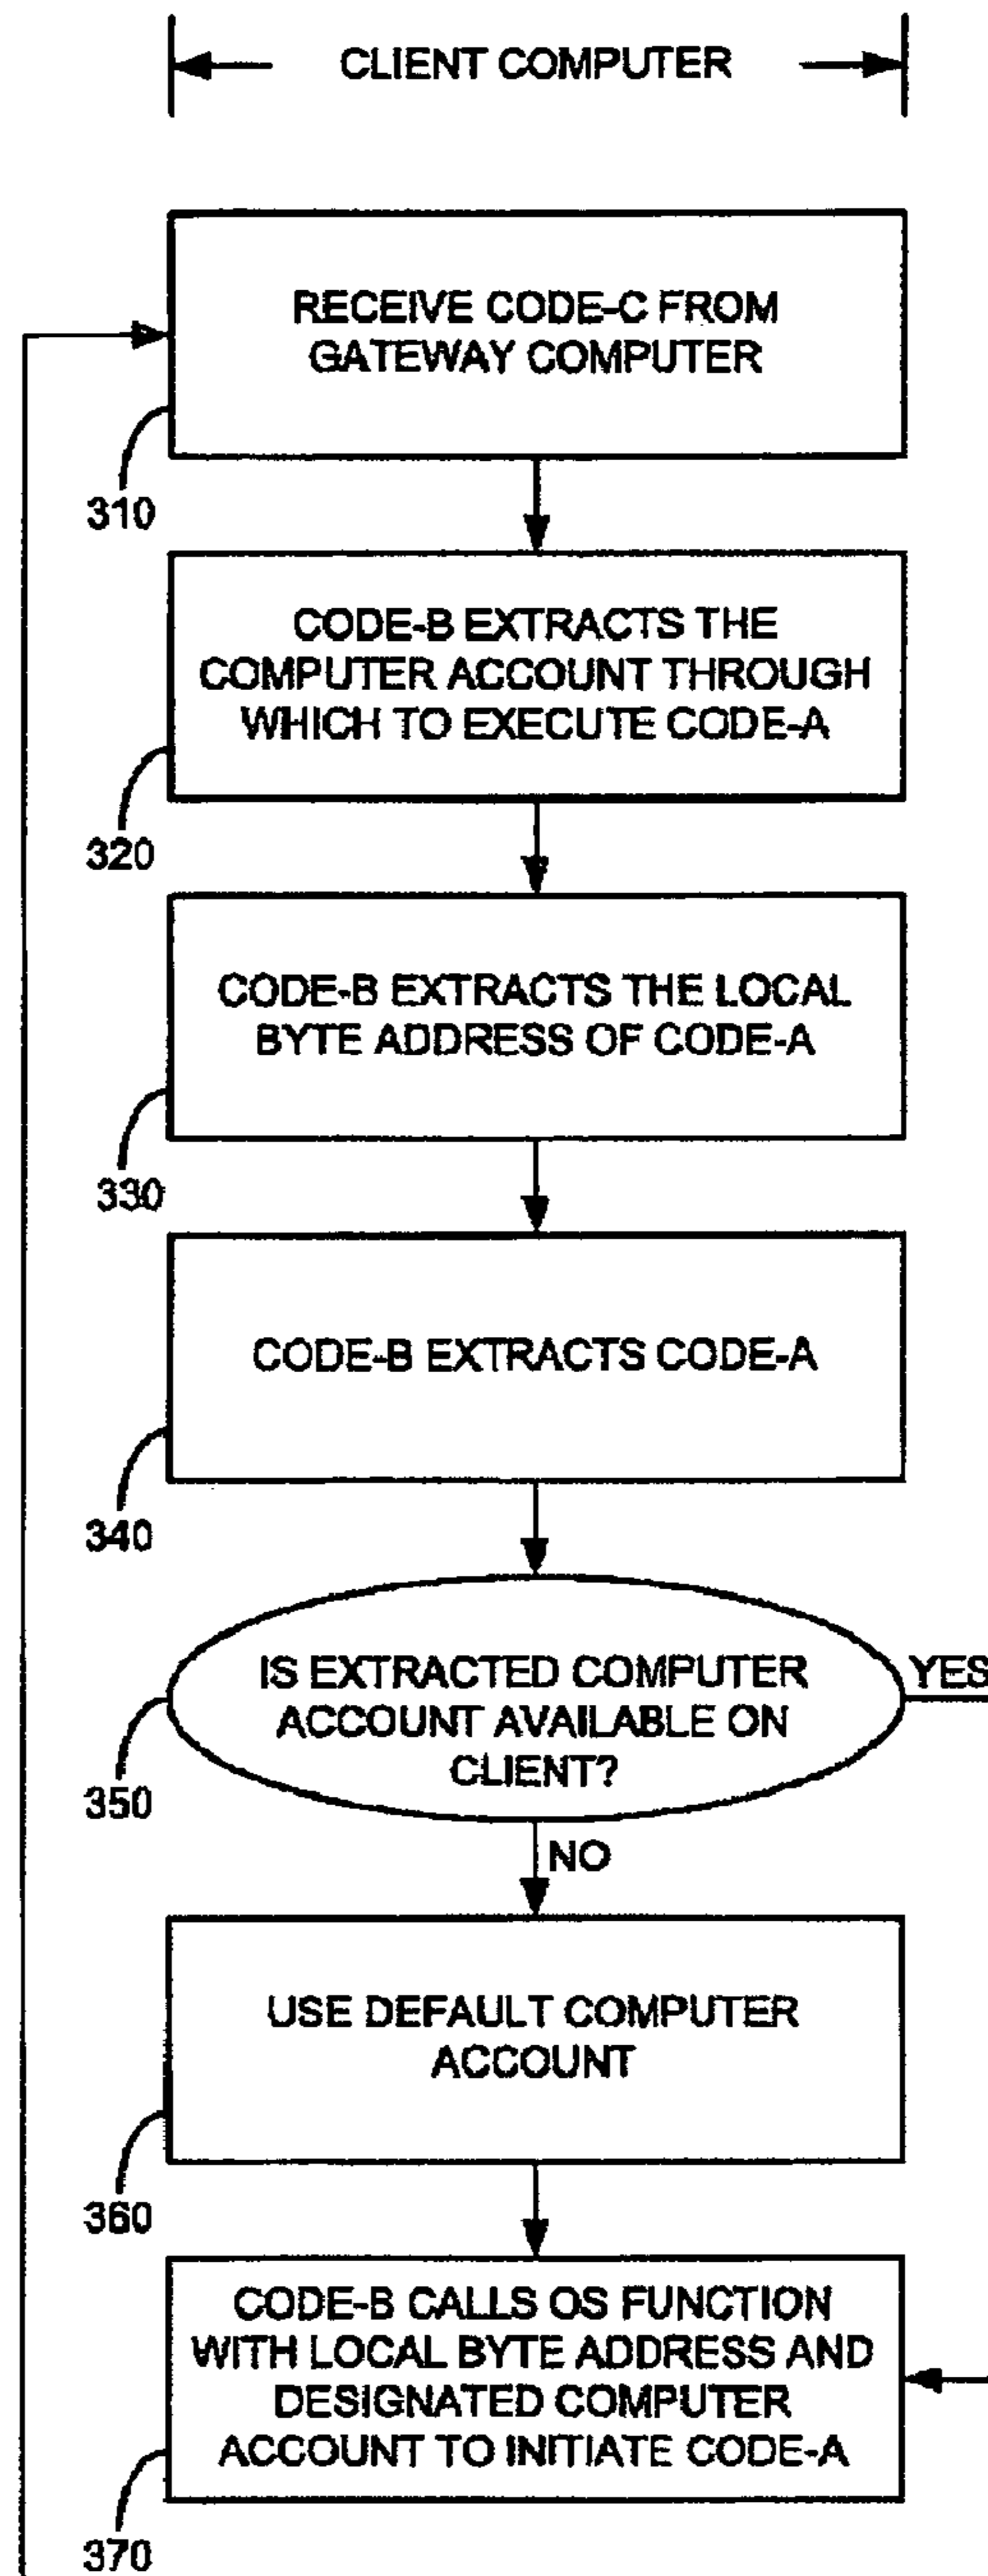 CLIENT COMPUTER
RECEIVE CODE-C FROM
GATEWAY COMPUTER
310
CODE-B EXTRACTS THE
COMPUTER ACCOUNT THROUGH
WHICH TO EXECUTE CODE-A
320
CODE-B EXTRACTS THE LOCAL
BYTE ADDRESS OF CODE-A
330
CODE-B EXTRACTS CODE-A
340
IS EXTRACTED COMPUTER
ACCOUNT AVAILABLE ON
CLIENT?
YES
350
NO
USE DEFAULT COMPUTER
ACCOUNT
360
CODE-B CALLS OS FUNCTION
WITH LOCAL BYTE ADDRESS AND
DESIGNATED COMPUTER
ACCOUNT TO INITIATE CODE-A
370